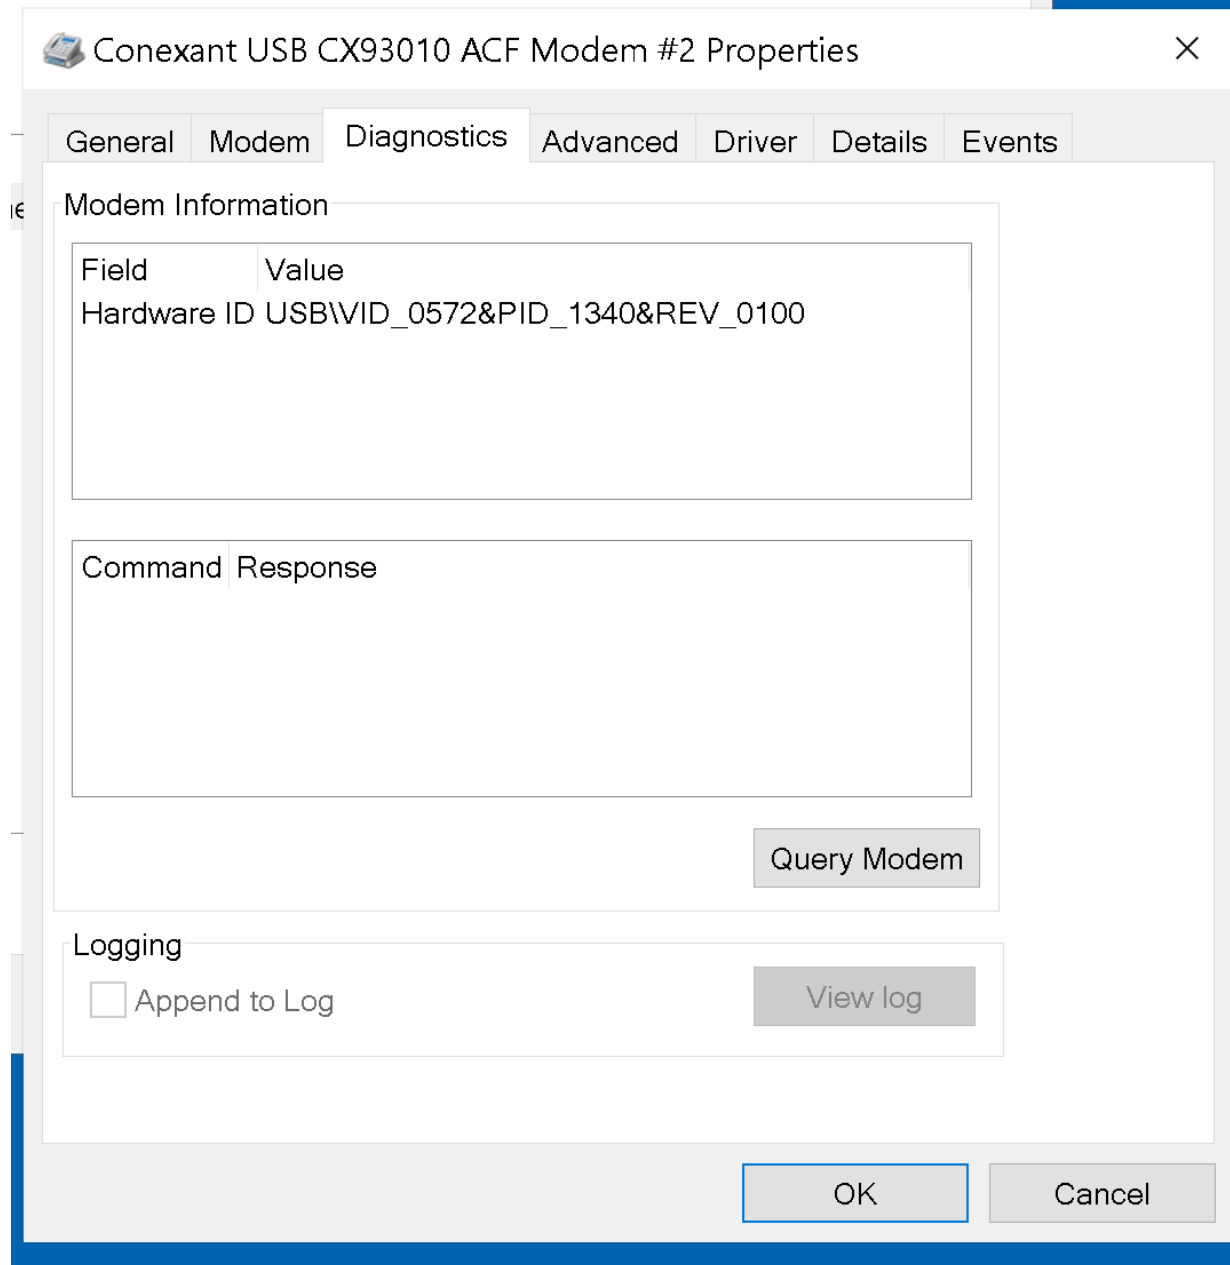 Conexant USB CX93010 ACF Modem #2 Properties
General Modem Diagnostics Advanced Driver Details Events
Modem Information
Field Value
Hardware ID USB\VID_0572&PID_1340&REV_0100
Command Response
Query Modem
Logging
Append to Log View log
OK Cancel